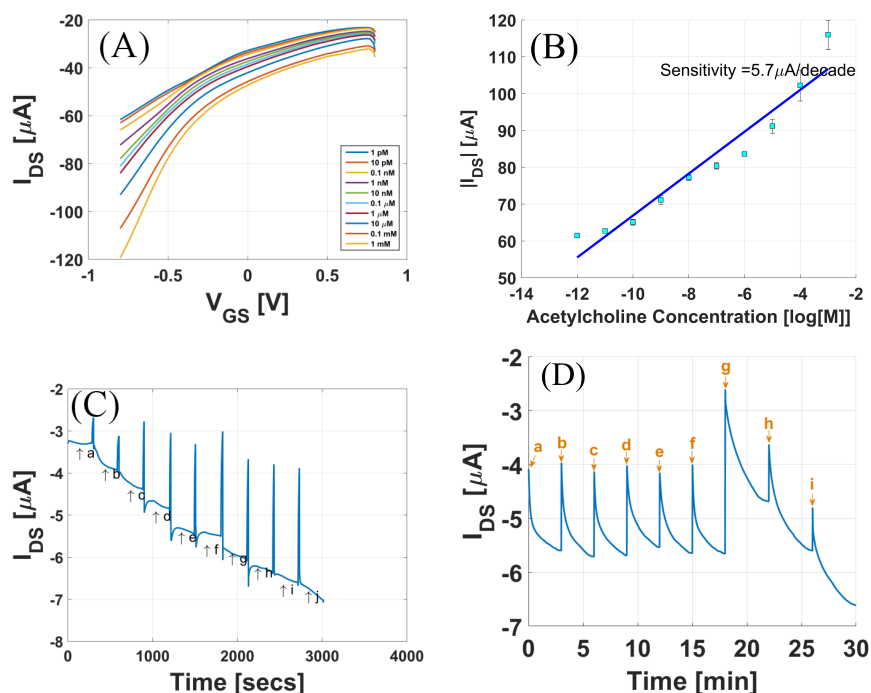 (A)
-20
-40
-60
-80
-100
-120
I_DS [μA]
-1
-0.5
0
0.5
1
V_GS [V]
1 pM
10 pM
0.1 nM
1 nM
10 nM
0.1 μM
1 μM
10 μM
0.1 mM
1 mM
(B)
120
110
100
90
80
70
60
50
|I_DS| [μA]
Sensitivity =5.7μA/decade
-14
-12
-10
-8
-6
-4
-2
Acetylcholine Concentration [log[M]]
(C)
-2
-3
-4
-5
-6
-7
-8
I_DS [μA]
↑ a
↑ b
↑ c
↑ d
↑ e
↑ f
↑ g
↑ h
↑ i
↑ j
0
1000
2000
3000
4000
Time [secs]
(D)
-2
-3
-4
-5
-6
-7
I_DS [μA]
a
b
c
d
e
f
g
h
i
0
5
10
15
20
25
30
Time [min]